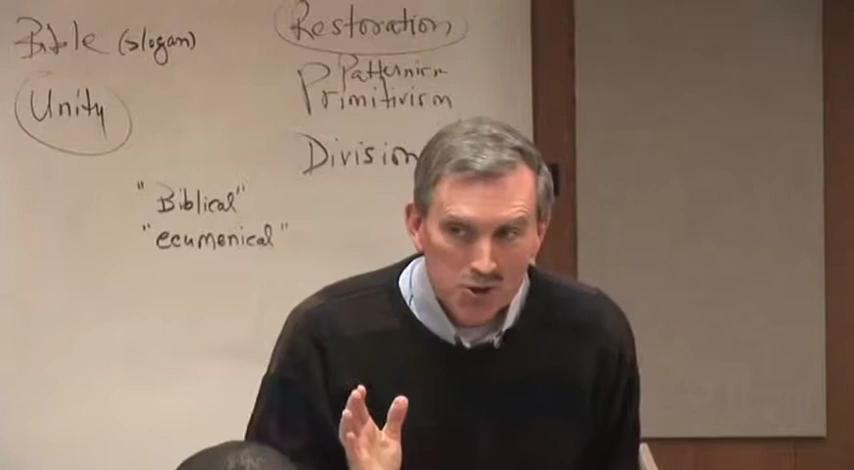 Bible (slogan)
Unity
Restoration
Patternism
Primitivism
Division
"Biblical"
"ecumenical"